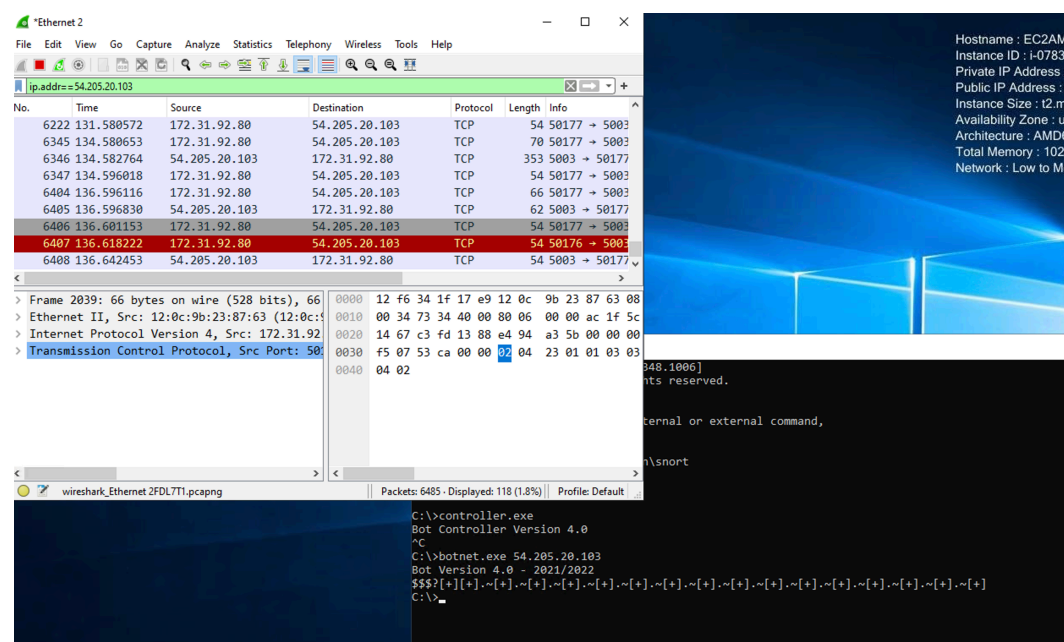 *Ethernet 2
File Edit View Go Capture Analyze Statistics Telephony Wireless Tools Help
ip.addr==54.205.20.103
No. Time Source Destination Protocol Length Info
6222 131.580572 172.31.92.80 54.205.20.103 TCP 54 50177 → 5003
6345 134.580653 172.31.92.80 54.205.20.103 TCP 70 50177 → 5003
6346 134.582764 54.205.20.103 172.31.92.80 TCP 353 5003 → 50177
6347 134.596018 172.31.92.80 54.205.20.103 TCP 54 50177 → 5003
6404 136.596116 172.31.92.80 54.205.20.103 TCP 66 50177 → 5003
6405 136.596830 54.205.20.103 172.31.92.80 TCP 62 5003 → 50177
6406 136.601153 172.31.92.80 54.205.20.103 TCP 54 50177 → 5003
6407 136.618222 172.31.92.80 54.205.20.103 TCP 54 50176 → 5003
6408 136.642453 54.205.20.103 172.31.92.80 TCP 54 5003 → 50177
Frame 2039: 66 bytes on wire (528 bits), 66
Ethernet II, Src: 12:0c:9b:23:87:63 (12:0c:9
Internet Protocol Version 4, Src: 172.31.92
Transmission Control Protocol, Src Port: 50
0000 12 f6 34 1f 17 e9 12 0c 9b 23 87 63 08
0010 00 34 73 34 40 00 80 06 00 00 ac 1f 5c
0020 14 67 c3 fd 13 88 e4 94 a3 5b 00 00 00
0030 f5 07 53 ca 00 00 02 04 23 01 01 03 03
0040 04 02
wireshark_Ethernet 2FDL7T1.pcapng
Packets: 6485 · Displayed: 118 (1.8%)
Profile: Default
Hostname : EC2AM
Instance ID : i-0783
Private IP Address
Public IP Address :
Instance Size : t2.m
Availability Zone : u
Architecture : AMD6
Total Memory : 102
Network : Low to M
348.1006]
hts reserved.
ternal or external command,
n\snort
C:\>controller.exe
Bot Controller Version 4.0
^C
C:\>botnet.exe 54.205.20.103
Bot Version 4.0 - 2021/2022
$$$?[+][+].~[+].~[+].~[+].~[+].~[+].~[+].~[+].~[+].~[+].~[+].~[+].~[+].~[+].~[+]
C:\>